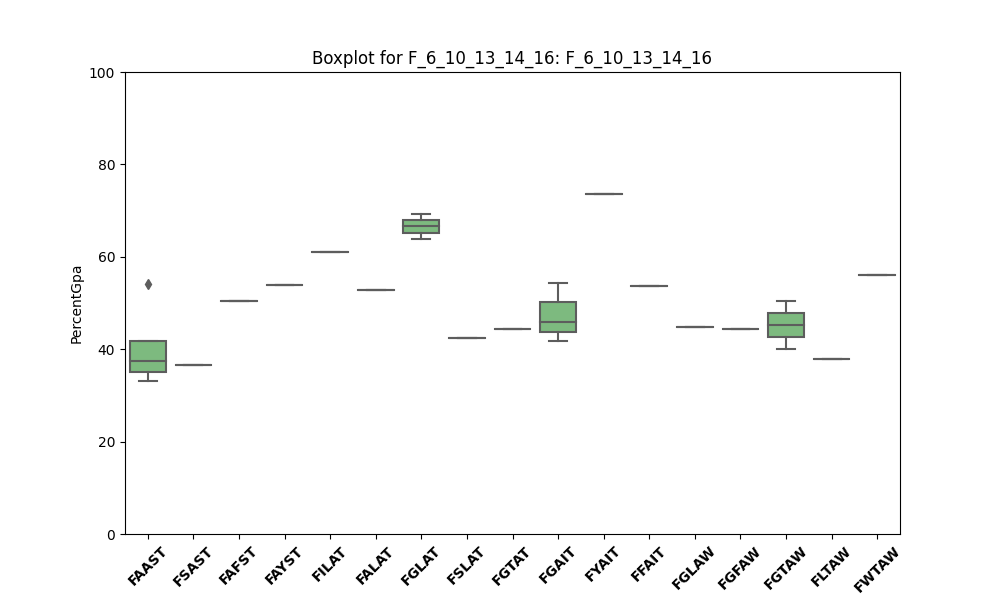 Boxplot for F_6_10_13_14_16: F_6_10_13_14_16
PercentGpa
100
80
60
40
20
0
FAAST FSAST FAFST FAYST FILAT FALAT FGLAT FSLAT FGTAT FGAIT FYAIT FFAIT FGLAW FGFAW FGTAW FLTAW FWTAW